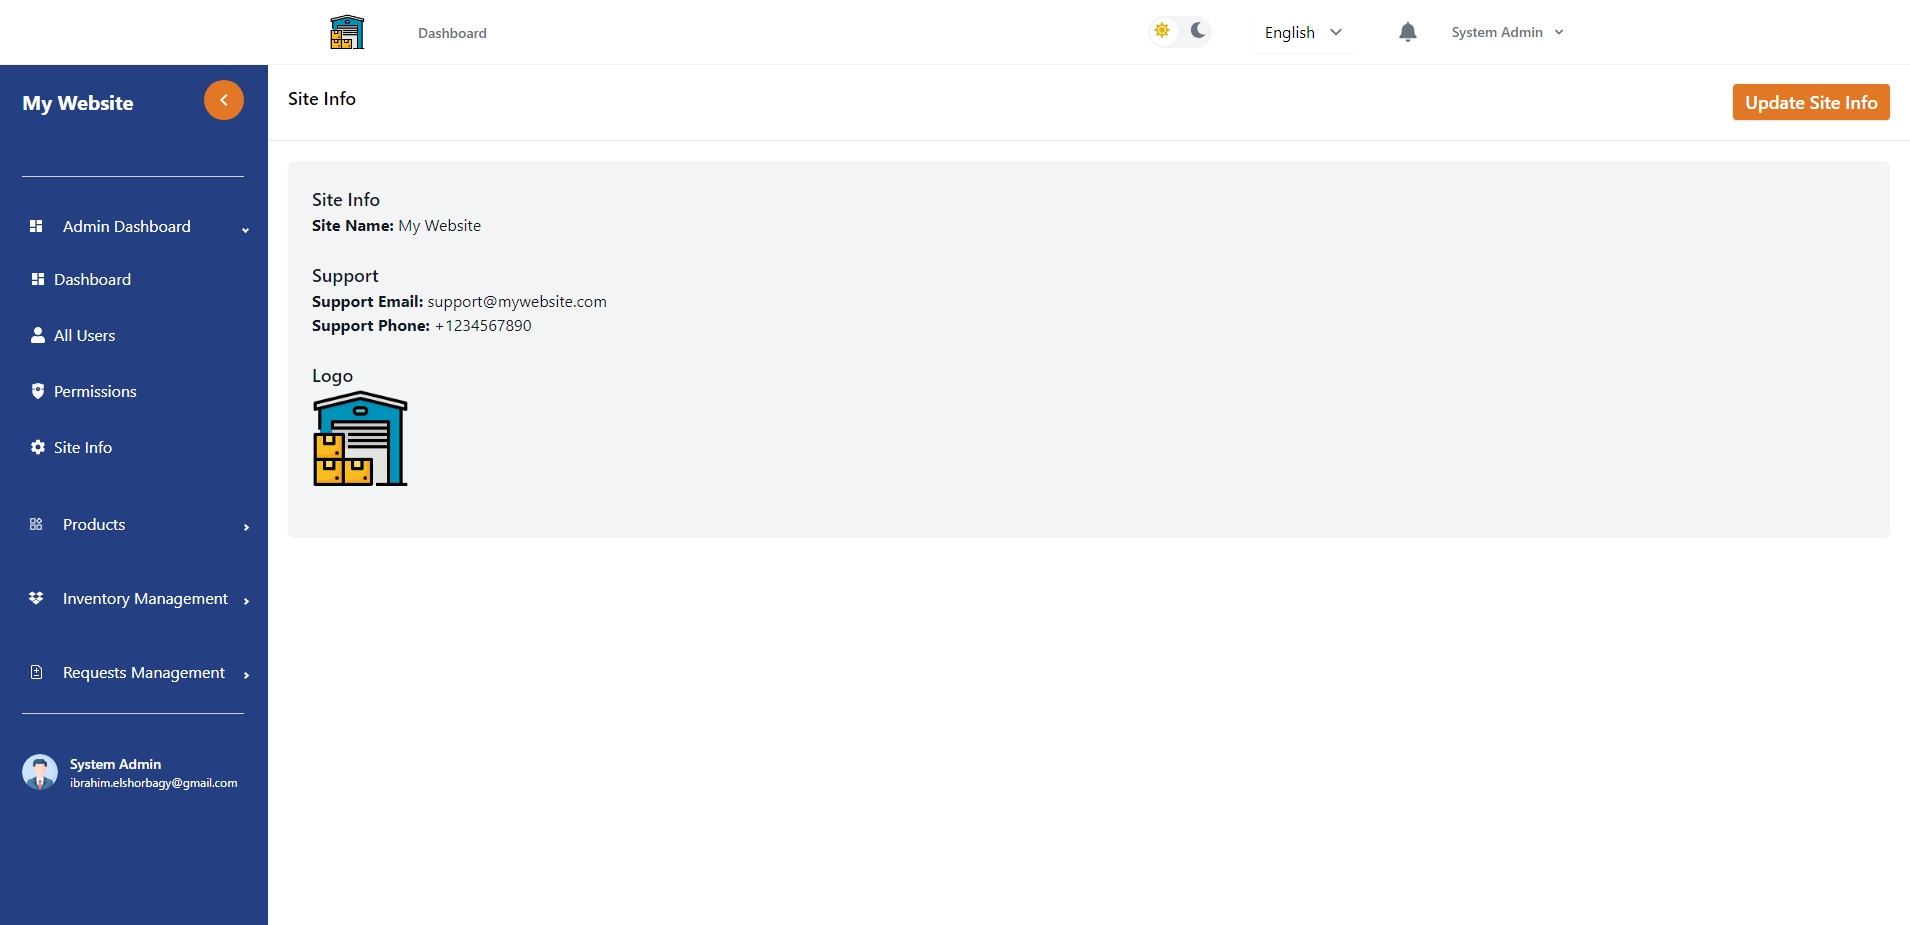 Dashboard
English
System Admin
My Website
Site Info
Update Site Info
Admin Dashboard
Dashboard
All Users
Permissions
Site Info
Products
Inventory Management
Requests Management
System Admin
ibrahim.elshorbagy@gmail.com
Site Info
Site Name: My Website
Support
Support Email: support@mywebsite.com
Support Phone: +1234567890
Logo